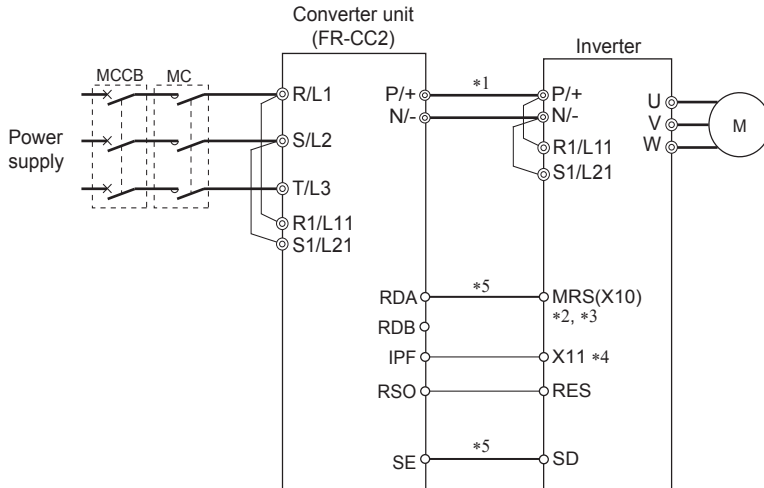 Converter unit
(FR-CC2)
Inverter
MCCB
MC
R/L1
P/+
*1
P/+
N/-
N/-
U
V
W
M
Power
supply
S/L2
R1/L11
T/L3
S1/L21
R1/L11
S1/L21
RDA
*5
MRS(X10)
*2, *3
RDB
IPF
X11 *4
RSO
RES
SE
*5
SD